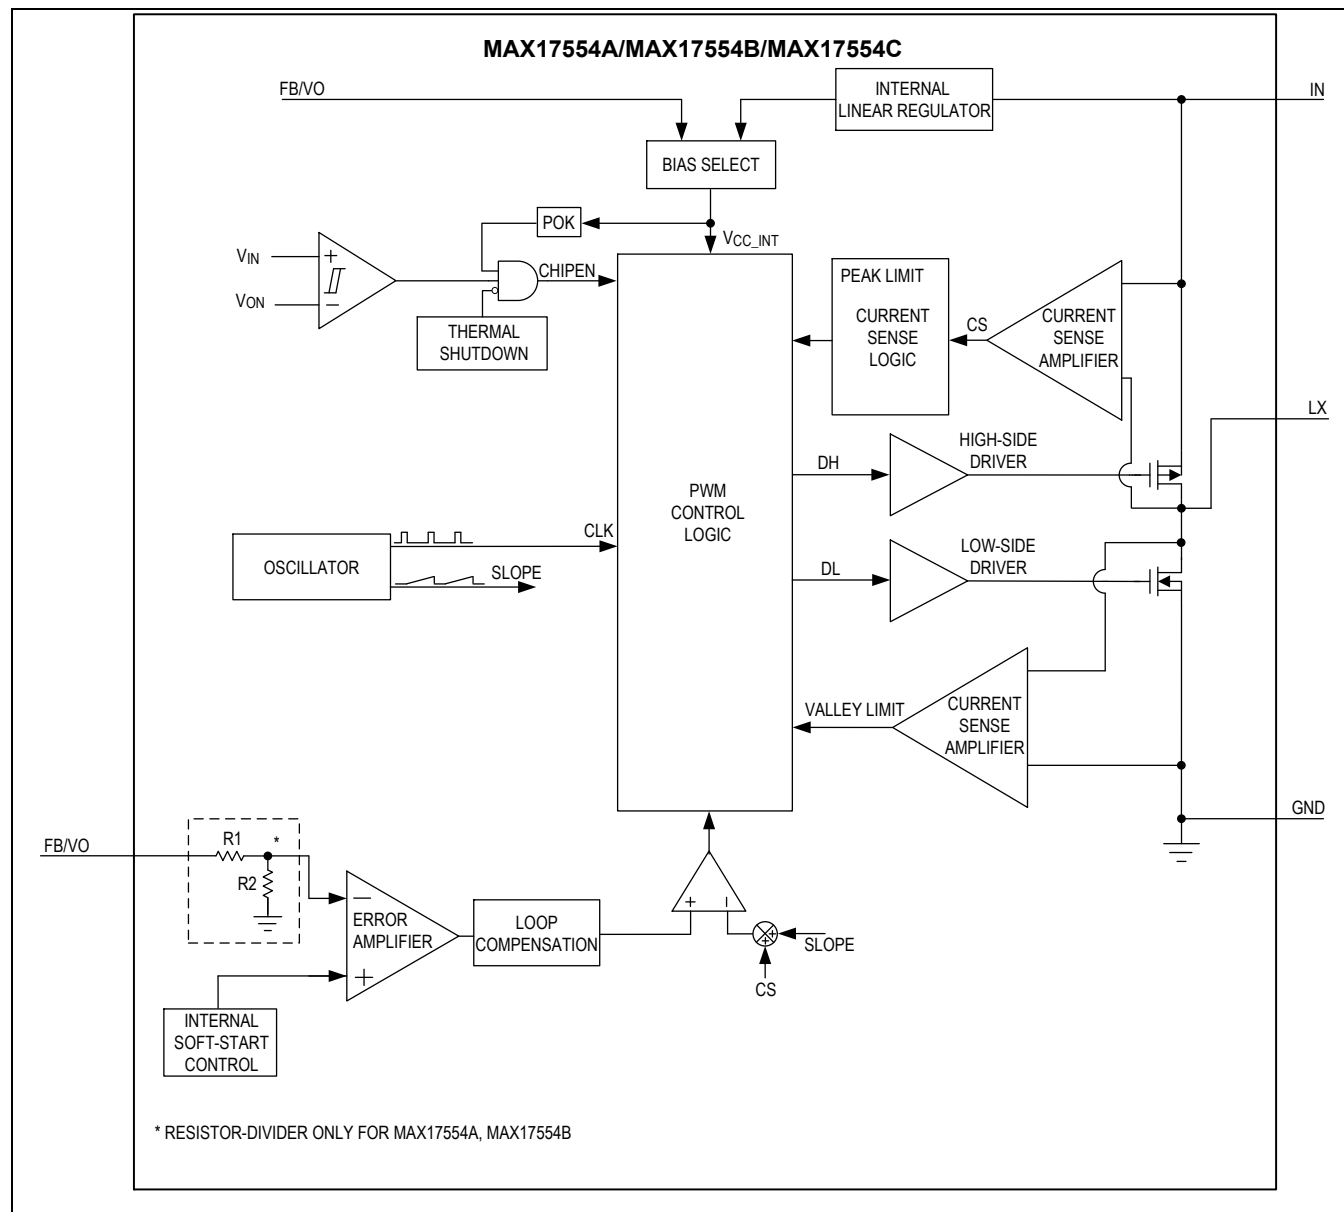 MAX17554A/MAX17554B/MAX17554C
FB/VO
INTERNAL
LINEAR REGULATOR
IN
BIAS SELECT
POK
VCC_INT
VIN
+
CHIPEN
VON
−
THERMAL
SHUTDOWN
PEAK LIMIT
CURRENT
SENSE
LOGIC
CS
CURRENT
SENSE
AMPLIFIER
LX
HIGH-SIDE
DRIVER
DH
PWM
CONTROL
LOGIC
OSCILLATOR
CLK
SLOPE
LOW-SIDE
DRIVER
DL
VALLEY LIMIT
CURRENT
SENSE
AMPLIFIER
GND
FB/VO
R1
*
R2
−
ERROR
AMPLIFIER
+
LOOP
COMPENSATION
+
−
+
+
SLOPE
CS
INTERNAL
SOFT-START
CONTROL
* RESISTOR-DIVIDER ONLY FOR MAX17554A, MAX17554B